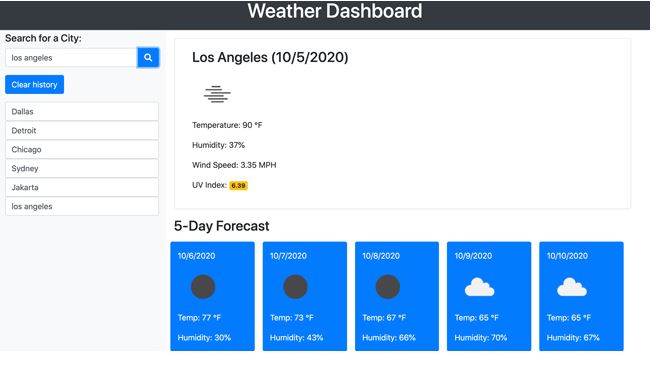 Weather Dashboard
Search for a City:
los angeles
Clear history
Dallas
Detroit
Chicago
Sydney
Jakarta
los angeles
Los Angeles (10/5/2020)
Temperature: 90 °F
Humidity: 37%
Wind Speed: 3.35 MPH
UV Index: 6.39
5-Day Forecast
10/6/2020
Temp: 77 °F
Humidity: 30%
10/7/2020
Temp: 73 °F
Humidity: 43%
10/8/2020
Temp: 67 °F
Humidity: 66%
10/9/2020
Temp: 65 °F
Humidity: 70%
10/10/2020
Temp: 65 °F
Humidity: 67%